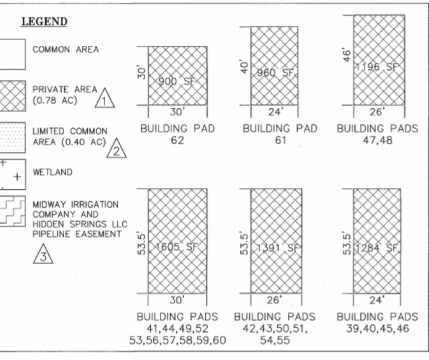 LEGEND
COMMON AREA
PRIVATE AREA
(0.78 AC)
1
LIMITED COMMON
AREA (0.40 AC)
2
WETLAND
MIDWAY IRRIGATION
COMPANY AND
HIDDEN SPRINGS LLC
PIPELINE EASEMENT
3
30'
900 SF
30'
BUILDING PAD
62
40'
960 SF
24'
BUILDING PAD
61
46'
1196 SF
26'
BUILDING PADS
47,48
53.5'
1605 SF
30'
BUILDING PADS
41,44,49,52
53,56,57,58,59,60
53.5'
1391 SF
26'
BUILDING PADS
42,43,50,51,
54,55
53.5'
1284 SF
24'
BUILDING PADS
39,40,45,46